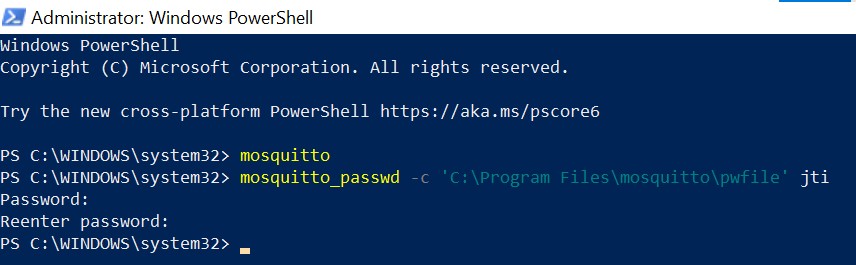 Administrator: Windows PowerShell
Windows PowerShell
Copyright (C) Microsoft Corporation. All rights reserved.
Try the new cross-platform PowerShell https://aka.ms/pscore6
PS C:\WINDOWS\system32> mosquitto
PS C:\WINDOWS\system32> mosquitto_passwd -c 'C:\Program Files\mosquitto\pwfile' jti
Password:
Reenter password:
PS C:\WINDOWS\system32>